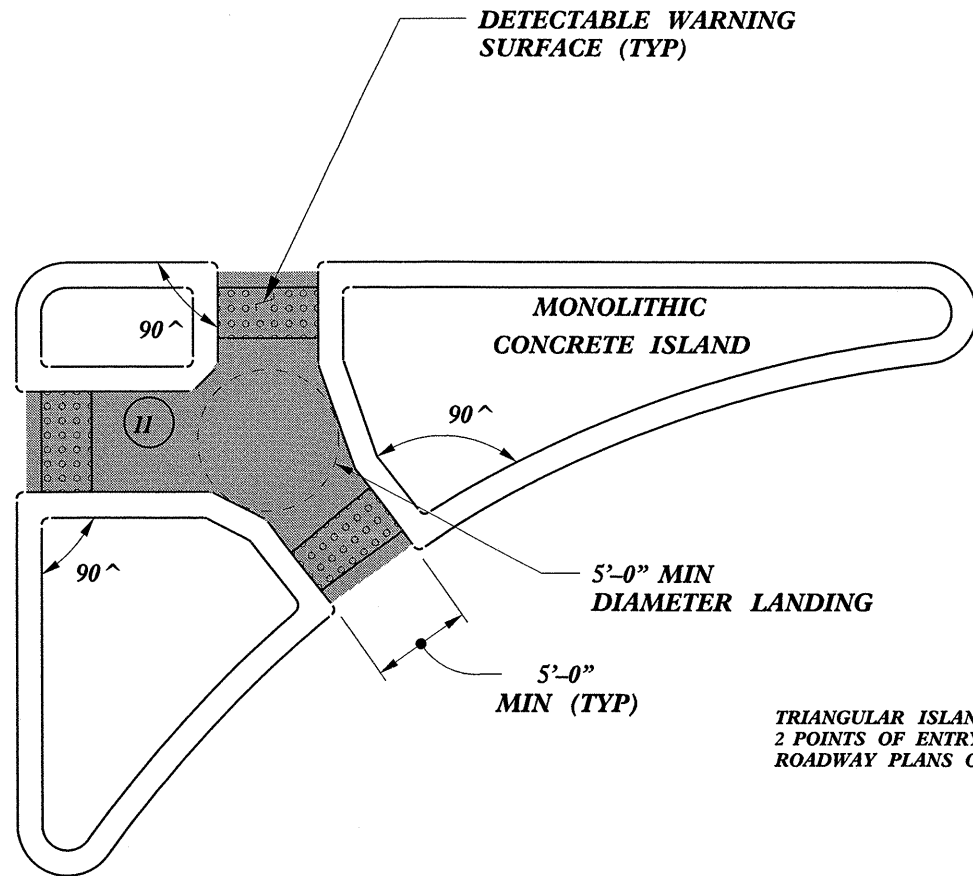 DETECTABLE WARNING
SURFACE (TYP)
MONOLITHIC
CONCRETE ISLAND
90^
90^
11
90^
5'-0" MIN
DIAMETER LANDING
5'-0"
MIN (TYP)
TRIANGULAR ISLAN
2 POINTS OF ENTRY
ROADWAY PLANS